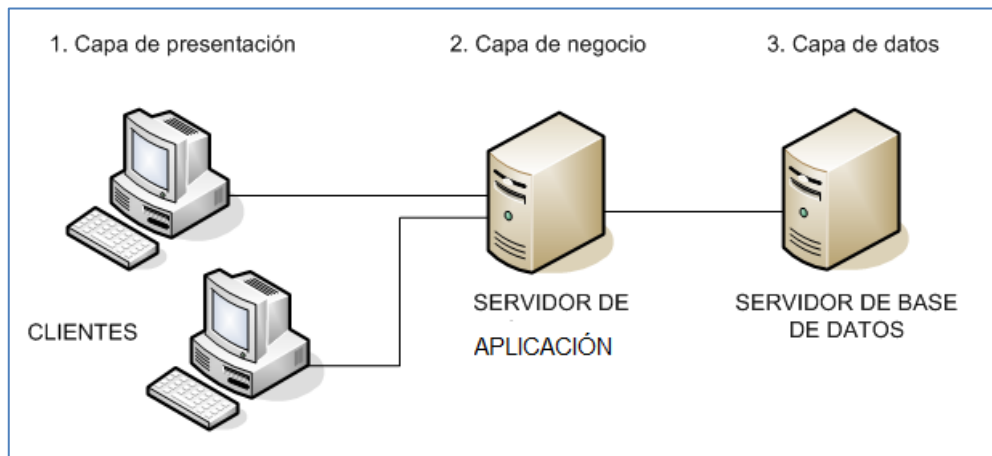 1. Capa de presentación
2. Capa de negocio
3. Capa de datos
CLIENTES
SERVIDOR DE
APLICACIÓN
SERVIDOR DE BASE
DE DATOS